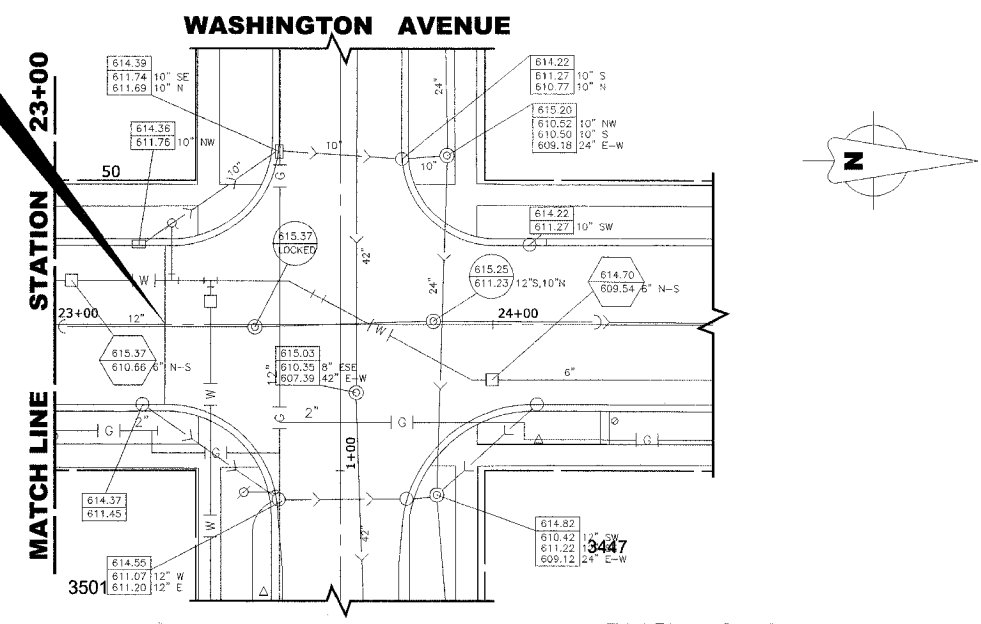 WASHINGTON AVENUE
MATCH LINE STATION 23+00
614.39
611.74 10" SE
611.69 10" N
614.36
611.76 10" NW
50
614.22
611.27 10" S
610.77 10" N
615.20
610.52 10" NW
610.50 10" S
609.18 24" E-W
24"
10"
10"
10"
N
G
614.22
611.27 10" SW
615.37
LOCKED
42"
24"
615.25
611.23 12"S,10"N
614.70
609.54 6" N-S
W
23+00
12"
24+00
W
615.37
610.66 6" N-S
615.03
610.35 8" ESE
607.39 42" E-W
12"
6"
W
G
2"
G
2"
G
G
G
1+00
614.37
611.45
W
42"
614.82
610.42 12" SW
611.22
609.12 24" E-W
3447
614.55
611.07 12" W
611.20 12" E
3501